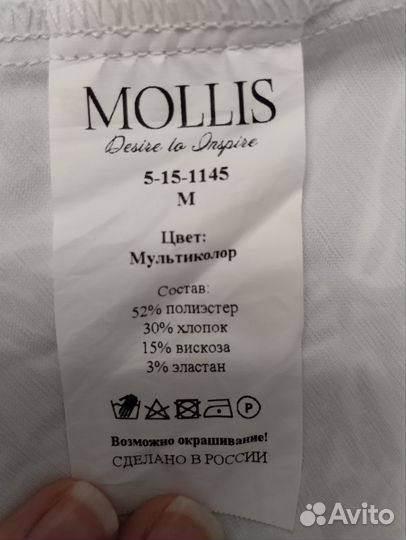 MOLLIS
Desire to Inspire
5-15-1145
M
Цвет:
Мультиколор
Состав:
52% полиэстер
30% хлопок
15% вискоза
3% эластан
P
Возможно окрашивание!
СДЕЛАНО В РОССИИ
Avito